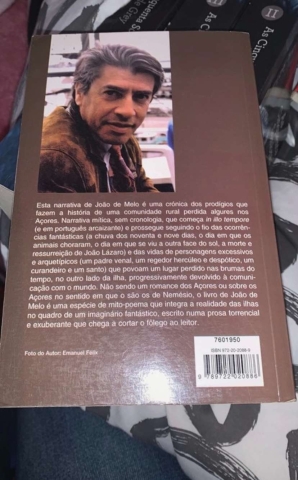 Esta narrativa de João de Melo é uma crónica dos prodígios que
fazem a história de uma comunidade rural perdida algures nos
Açores. Narrativa mítica, sem cronologia, que começa in illo tempore
(e em português arcaizante) e prossegue seguindo o fio das ocorrên-
cias fantásticas (a chuva dos noventa e nove dias, o dia em que os
animais choraram, o dia em que se viu a outra face do sol, a morte e
ressurreição de João Lázaro) e das vidas de personagens excessivos
e arquetípicos (um padre venal, um regedor hercúleo e despótico, um
curandeiro e um santo) que povoam um lugar perdido nas brumas do
tempo, no outro lado da ilha, progressivamente devolvido à comuni-
cação com o mundo. Não sendo um romance dos Açores ou sobre os
Açores no sentido em que o são os de Nemésio, o livro de João de
Melo é uma espécie de mito-poema que integra a realidade das ilhas
no quadro de um imaginário fantástico, escrito numa prosa torrencial
e exuberante que chega a cortar o fôlego ao leitor.
Foto do Autor: Emanuel Félix
7601950
9 789722 020886
As Cinq